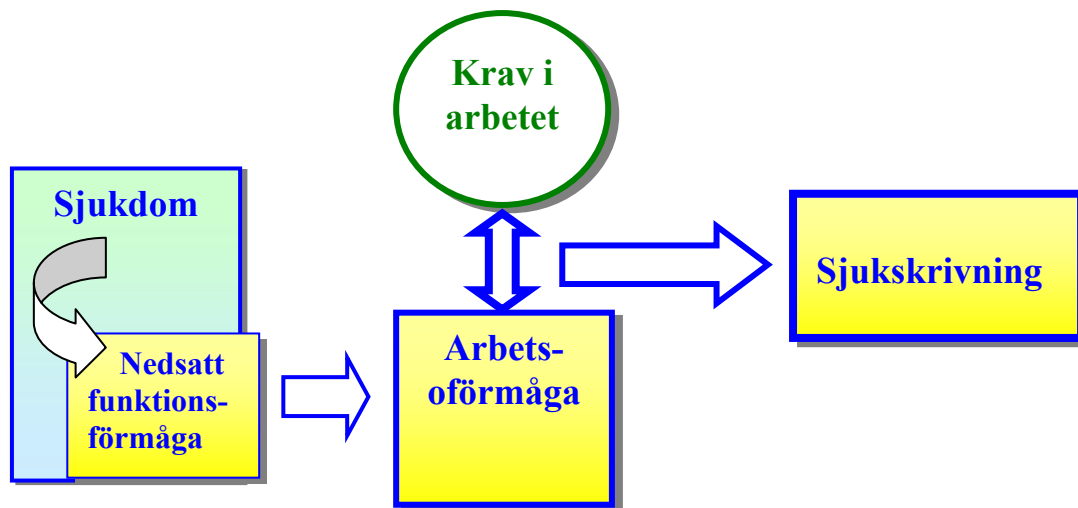 Krav i
arbetet
Sjukdom
Nedsatt
funktions-
förmåga
Arbets-
oförmåga
Sjukskrivning